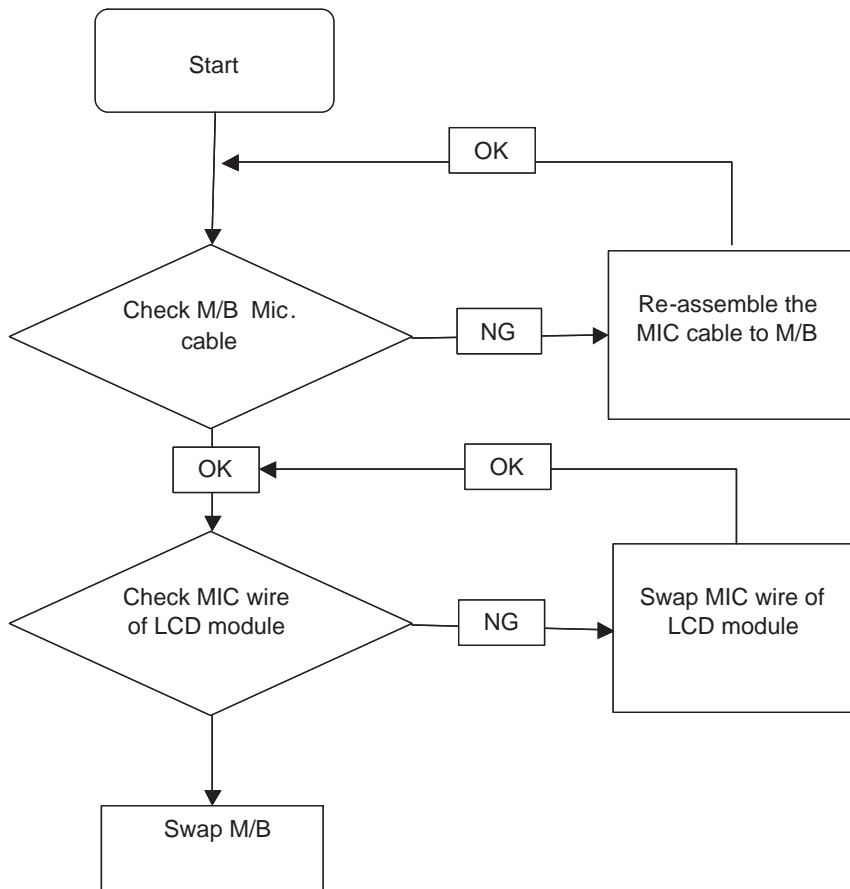 Start
OK
Check M/B Mic.
cable
NG
Re-assemble the
MIC cable to M/B
OK
OK
Check MIC wire
of LCD module
NG
Swap MIC wire of
LCD module
Swap M/B